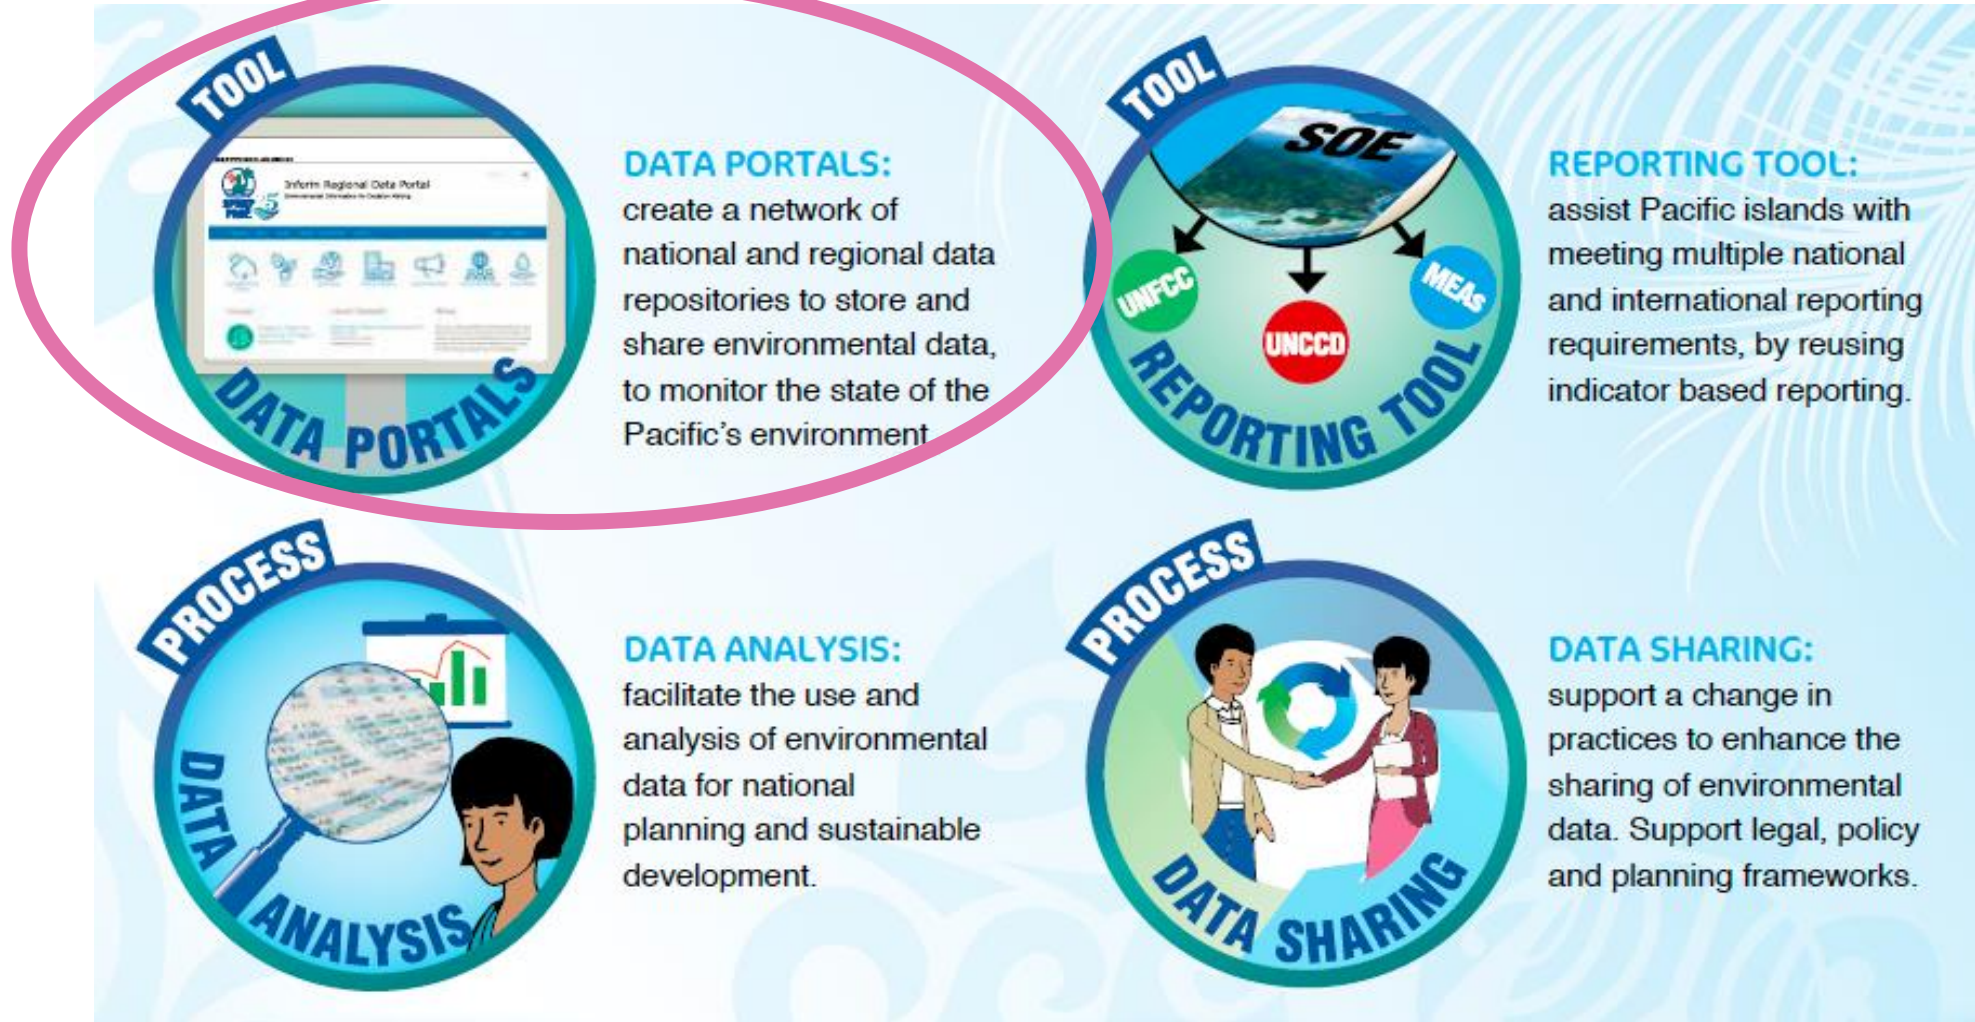 TOOL
Inform Regional Data Portal
Environmental Information for Decision Making
DATA PORTALS
DATA PORTALS:
create a network of
national and regional data
repositories to store and
share environmental data,
to monitor the state of the
Pacific's environment
TOOL
SOE
UNFCC
UNCCD
MEAs
REPORTING TOOL
REPORTING TOOL:
assist Pacific islands with
meeting multiple national
and international reporting
requirements, by reusing
indicator based reporting.
PROCESS
DATA ANALYSIS
DATA ANALYSIS:
facilitate the use and
analysis of environmental
data for national
planning and sustainable
development.
PROCESS
DATA SHARING
DATA SHARING:
support a change in
practices to enhance the
sharing of environmental
data. Support legal, policy
and planning frameworks.